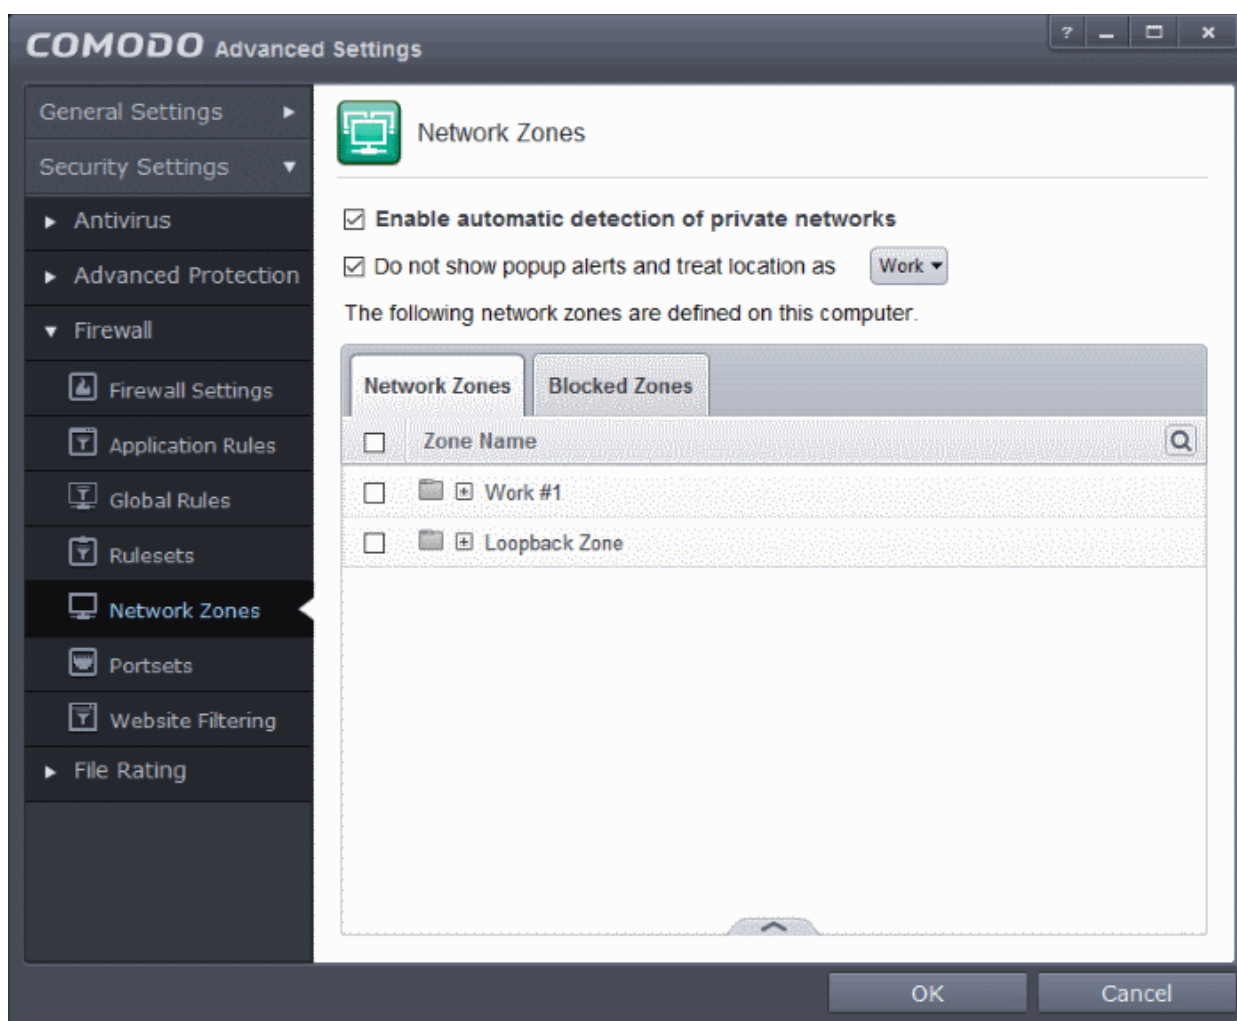 COMODO Advanced Settings
?
General Settings
Security Settings
Antivirus
Advanced Protection
Firewall
Firewall Settings
Application Rules
Global Rules
Rulesets
Network Zones
Portsets
Website Filtering
File Rating
Network Zones
Enable automatic detection of private networks
Do not show popup alerts and treat location as Work
The following network zones are defined on this computer.
Network Zones Blocked Zones
Zone Name
Work #1
Loopback Zone
OK Cancel